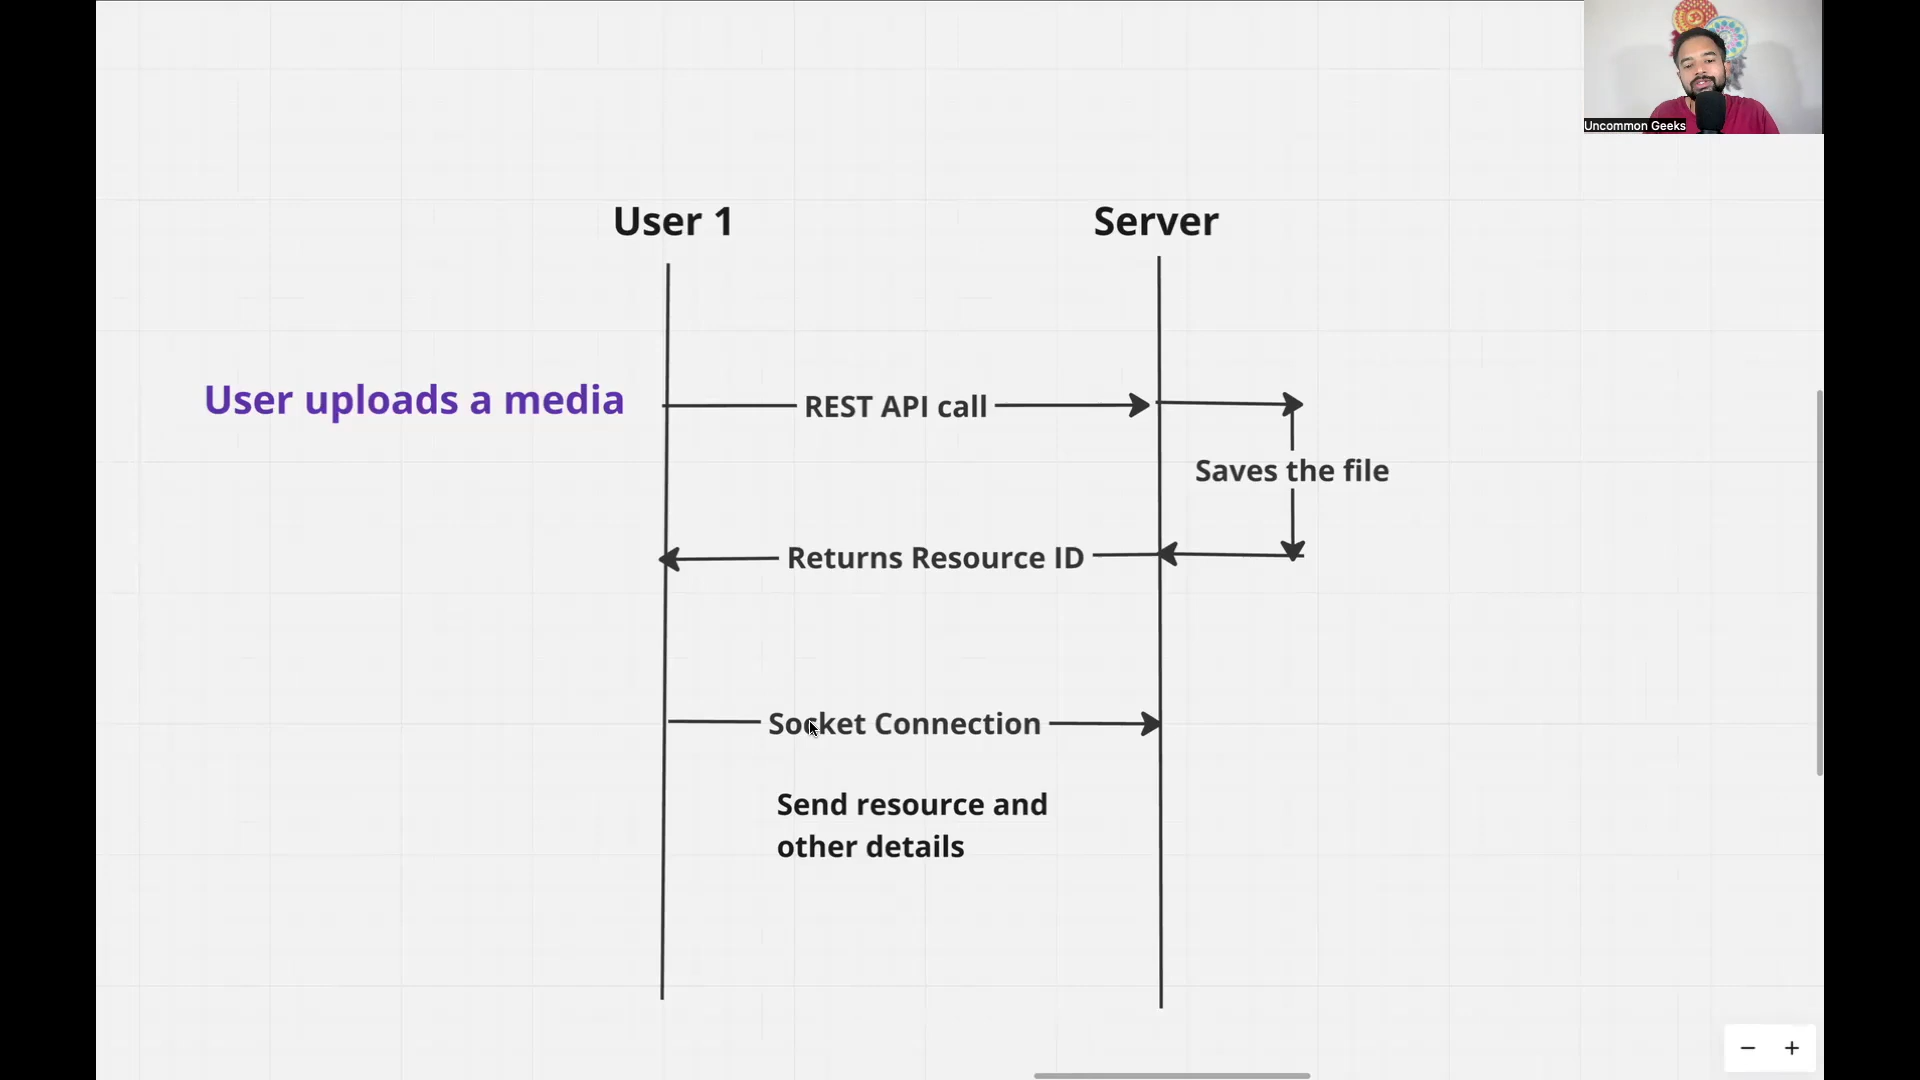 Uncommon Geeks
User 1
Server
User uploads a media
REST API call
Saves the file
Returns Resource ID
Socket Connection
Send resource and
other details